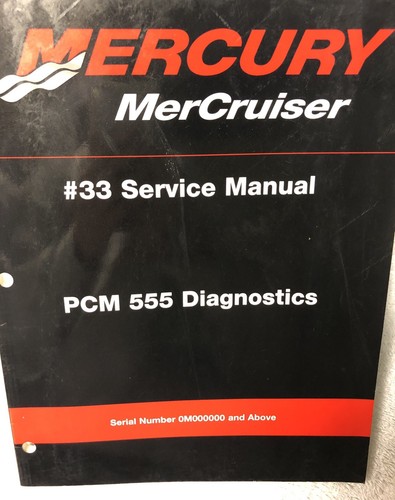 MERCURY
MerCruiser
#33 Service Manual
PCM 555 Diagnostics
Serial Number 0M000000 and Above